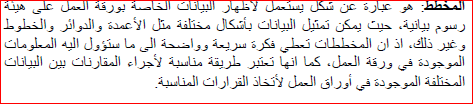 المخطط: هو عبارة عن شكل يستعمل لاظهار البيانات الخاصة بورقة العمل على هيئة
رسوم بيانية، حيث يمكن تمثيل البيانات بأشكال مختلفة مثل الأعمدة والدوائر والخطوط
وغير ذلك، اذ ان المخططات تعطي فكرة سريعة وواضحة الى ما ستؤول اليه المعلومات
الموجودة في ورقة العمل، كما انها تعتبر طريقة مناسبة لأجراء المقارنات بين البيانات
المختلفة الموجودة في أوراق العمل لأتخاذ القرارات المناسبة.